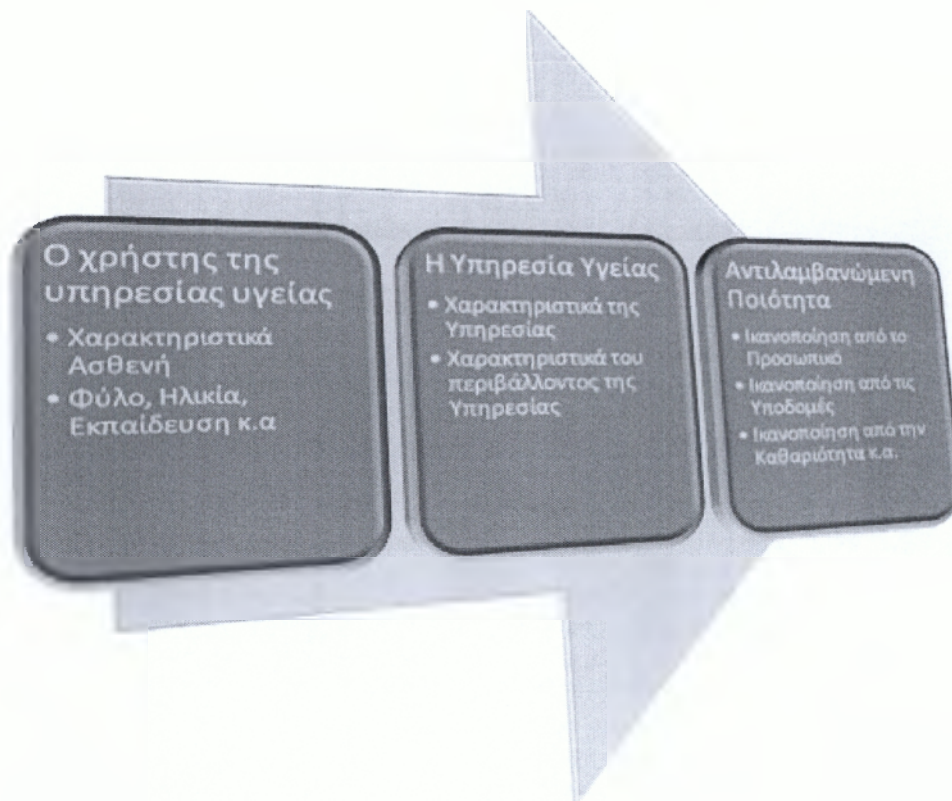 Ο χρήστης της
υπηρεσίας υγείας
• Χαρακτηριστικά
Ασθενή
• Φύλο, Ηλικία,
Εκπαίδευση κ.α
Η Υπηρεσία Υγείας
• Χαρακτηριστικά της
Υπηρεσίας
• Χαρακτηριστικά του
περιβάλλοντος της
Υπηρεσίας
Αντιλαμβανώμενη
Ποιότητα
• Ικανοποίηση από το
Προσωπικό
• Ικανοποίηση από τις
Υποδομές
• Ικανοποίηση από την
Καθαριότητα κ.α.